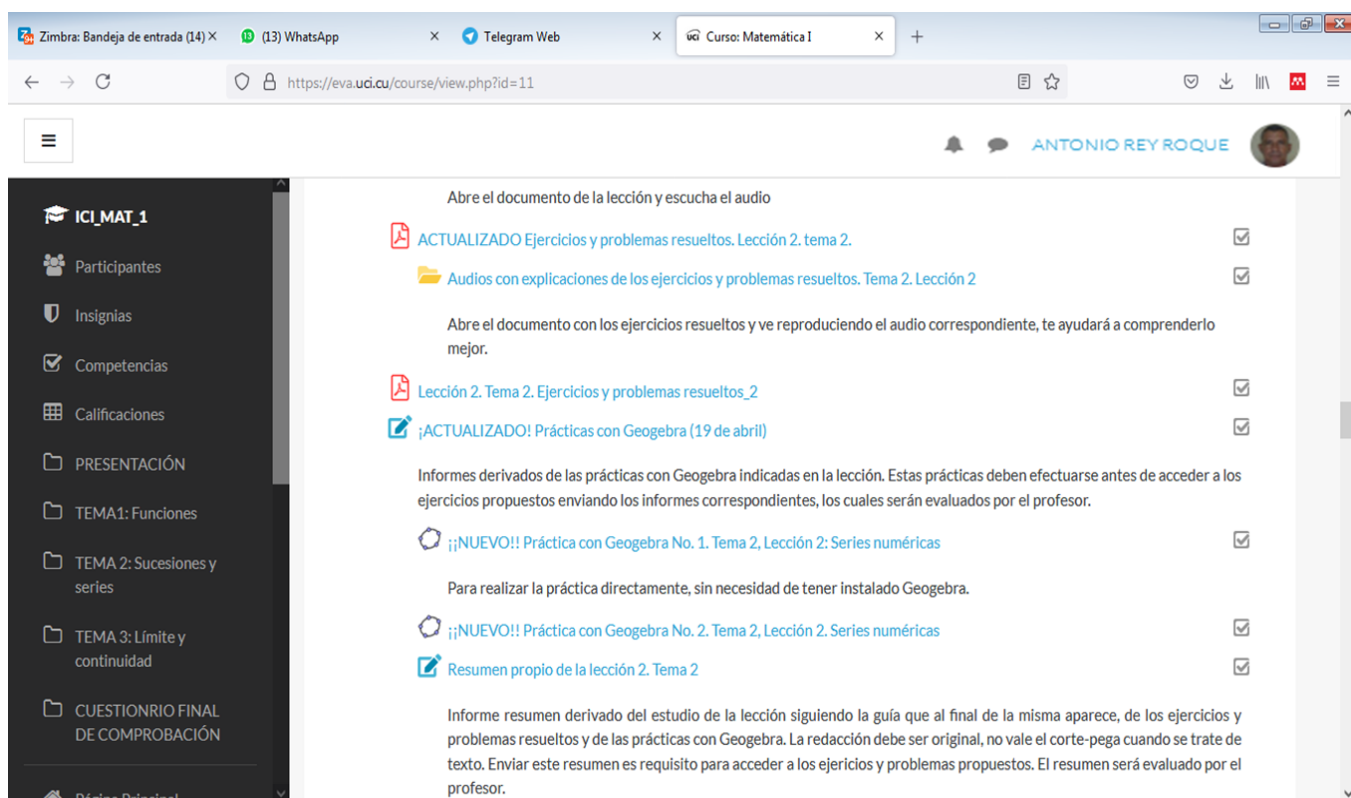 Zimbra: Bandeja de entrada (14) ×
(13) WhatsApp ×
Telegram Web ×
uci Curso: Matemática I ×
https://eva.uci.cu/course/view.php?id=11
ANTONIO REY ROQUE
ICI_MAT_1
Participantes
Insignias
Competencias
Calificaciones
PRESENTACIÓN
TEMA1: Funciones
TEMA 2: Sucesiones y
series
TEMA 3: Límite y
continuidad
CUESTIONRIO FINAL
DE COMPROBACIÓN
Página Principal
Abre el documento de la lección y escucha el audio
ACTUALIZADO Ejercicios y problemas resueltos. Lección 2. tema 2.
Audios con explicaciones de los ejercicios y problemas resueltos. Tema 2. Lección 2
Abre el documento con los ejercicios resueltos y ve reproduciendo el audio correspondiente, te ayudará a comprenderlo
mejor.
Lección 2. Tema 2. Ejercicios y problemas resueltos_2
¡ACTUALIZADO! Prácticas con Geogebra (19 de abril)
Informes derivados de las prácticas con Geogebra indicadas en la lección. Estas prácticas deben efectuarse antes de acceder a los
ejercicios propuestos enviando los informes correspondientes, los cuales serán evaluados por el profesor.
¡¡NUEVO!! Práctica con Geogebra No. 1. Tema 2, Lección 2: Series numéricas
Para realizar la práctica directamente, sin necesidad de tener instalado Geogebra.
¡¡NUEVO!! Práctica con Geogebra No. 2. Tema 2, Lección 2. Series numéricas
Resumen propio de la lección 2. Tema 2
Informe resumen derivado del estudio de la lección siguiendo la guía que al final de la misma aparece, de los ejercicios y
problemas resueltos y de las prácticas con Geogebra. La redacción debe ser original, no vale el corte-pega cuando se trate de
texto. Enviar este resumen es requisito para acceder a los ejericios y problemas propuestos. El resumen será evaluado por el
profesor.